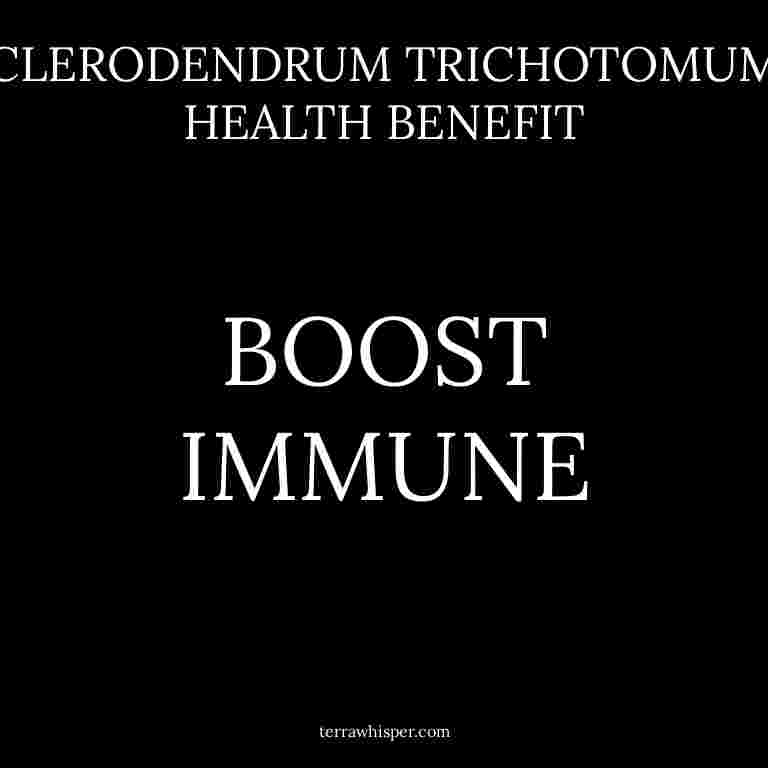 CLERODENDRUM TRICHOTOMUM
HEALTH BENEFIT
BOOST
IMMUNE
terrawhisper.com